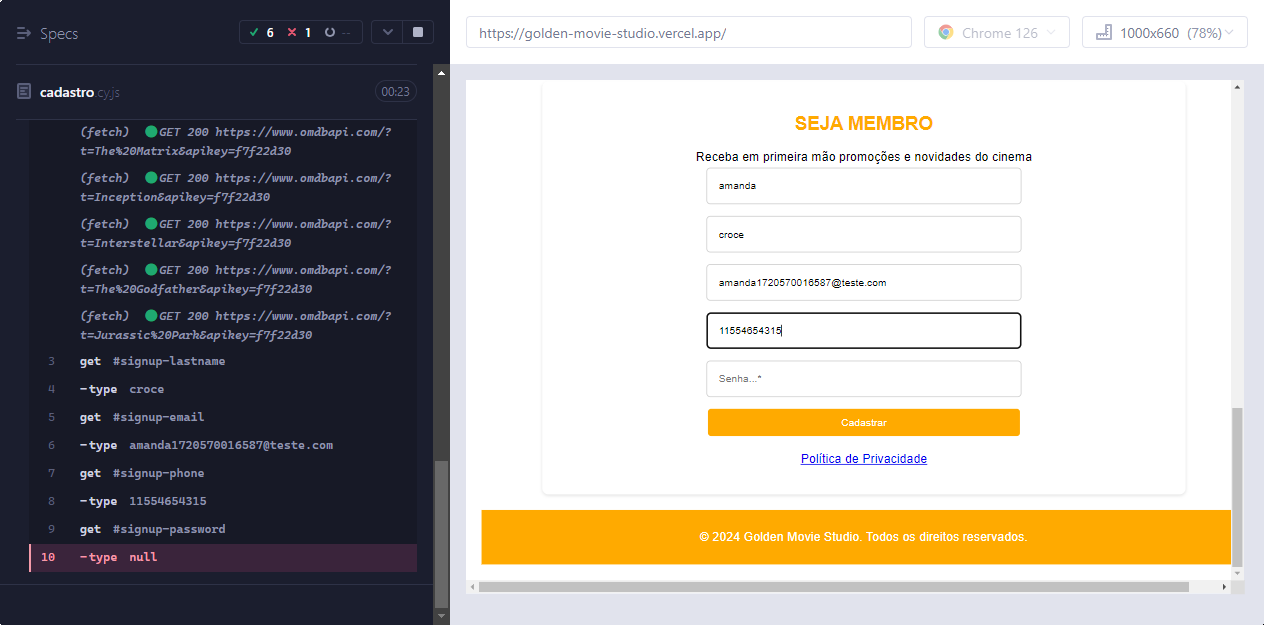 Specs
6
1
--
cadastro.cy.js
00:23
(fetch) GET 200 https://www.omdbapi.com/?
t=The%20Matrix&apikey=f7f22d30
(fetch) GET 200 https://www.omdbapi.com/?
t=Inception&apikey=f7f22d30
(fetch) GET 200 https://www.omdbapi.com/?
t=Interstellar&apikey=f7f22d30
(fetch) GET 200 https://www.omdbapi.com/?
t=The%20Godfather&apikey=f7f22d30
(fetch) GET 200 https://www.omdbapi.com/?
t=Jurassic%20Park&apikey=f7f22d30
3 get #signup-lastname
4 -type croce
5 get #signup-email
6 -type amanda1720570016587@teste.com
7 get #signup-phone
8 -type 11554654315
9 get #signup-password
10 -type null
https://golden-movie-studio.vercel.app/
Chrome 126
1000x660 (78%)
SEJA MEMBRO
Receba em primeira mão promoções e novidades do cinema
amanda
croce
amanda1720570016587@teste.com
11554654315
Senha...*
Cadastrar
Política de Privacidade
© 2024 Golden Movie Studio. Todos os direitos reservados.